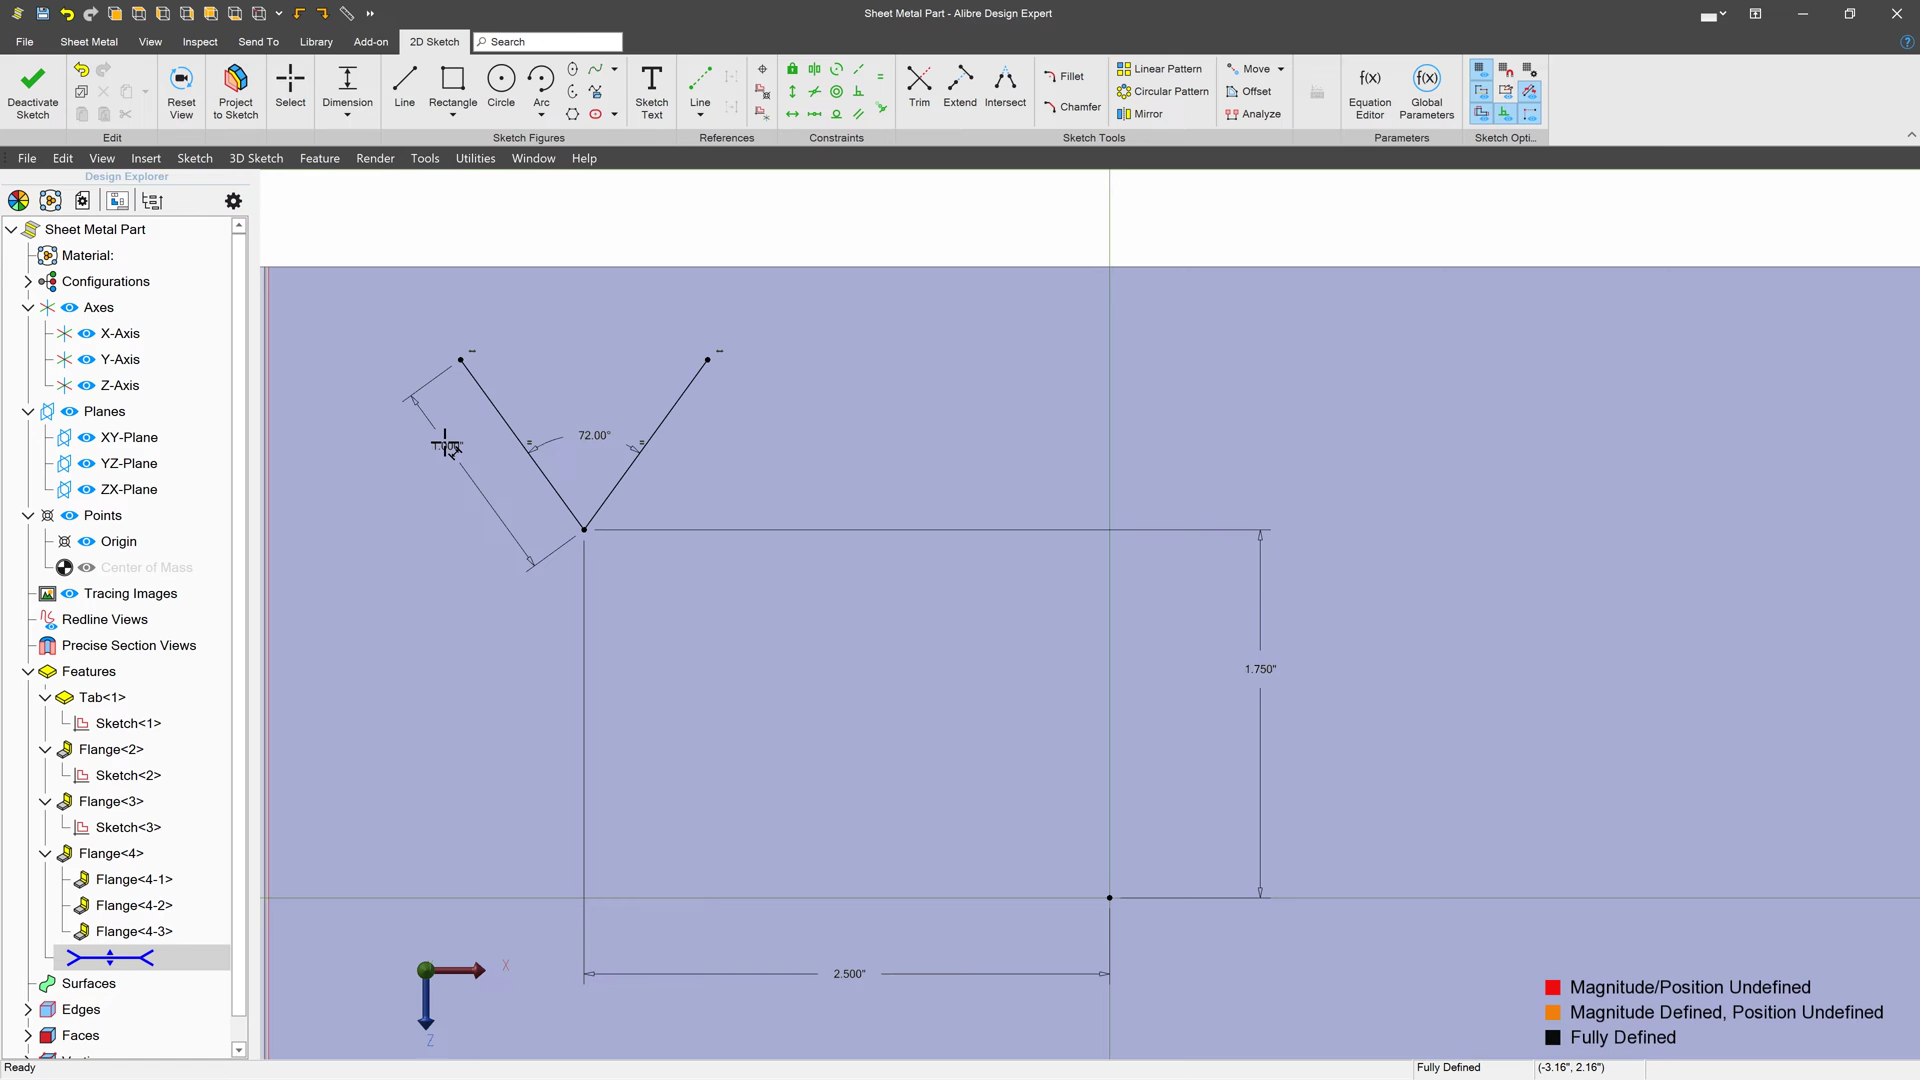 Sheet Metal Part - Alibre Design Expert
File
Sheet Metal
View
Inspect
Send To
Library
Add-on
2D Sketch
Search
Deactivate Sketch
Reset View
Project to Sketch
Select
Dimension
Line
Rectangle
Circle
Arc
Sketch Text
Line
Trim
Extend
Intersect
Fillet
Chamfer
Linear Pattern
Circular Pattern
Mirror
Move
Offset
Analyze
Equation Editor
Global Parameters
Edit
Sketch Figures
References
Constraints
Sketch Tools
Parameters
Sketch Opti...
File
Edit
View
Insert
Sketch
3D Sketch
Feature
Render
Tools
Utilities
Window
Help
Design Explorer
Sheet Metal Part
Material:
Configurations
Axes
X-Axis
Y-Axis
Z-Axis
Planes
XY-Plane
YZ-Plane
ZX-Plane
Points
Origin
Center of Mass
Tracing Images
Redline Views
Precise Section Views
Features
Tab<1>
Sketch<1>
Flange<2>
Sketch<2>
Flange<3>
Sketch<3>
Flange<4>
Flange<4-1>
Flange<4-2>
Flange<4-3>
Surfaces
Edges
Faces
72.00°
1.750"
2.500"
X
Z
Magnitude/Position Undefined
Magnitude Defined, Position Undefined
Fully Defined
Ready
Fully Defined
(-3.16", 2.16")